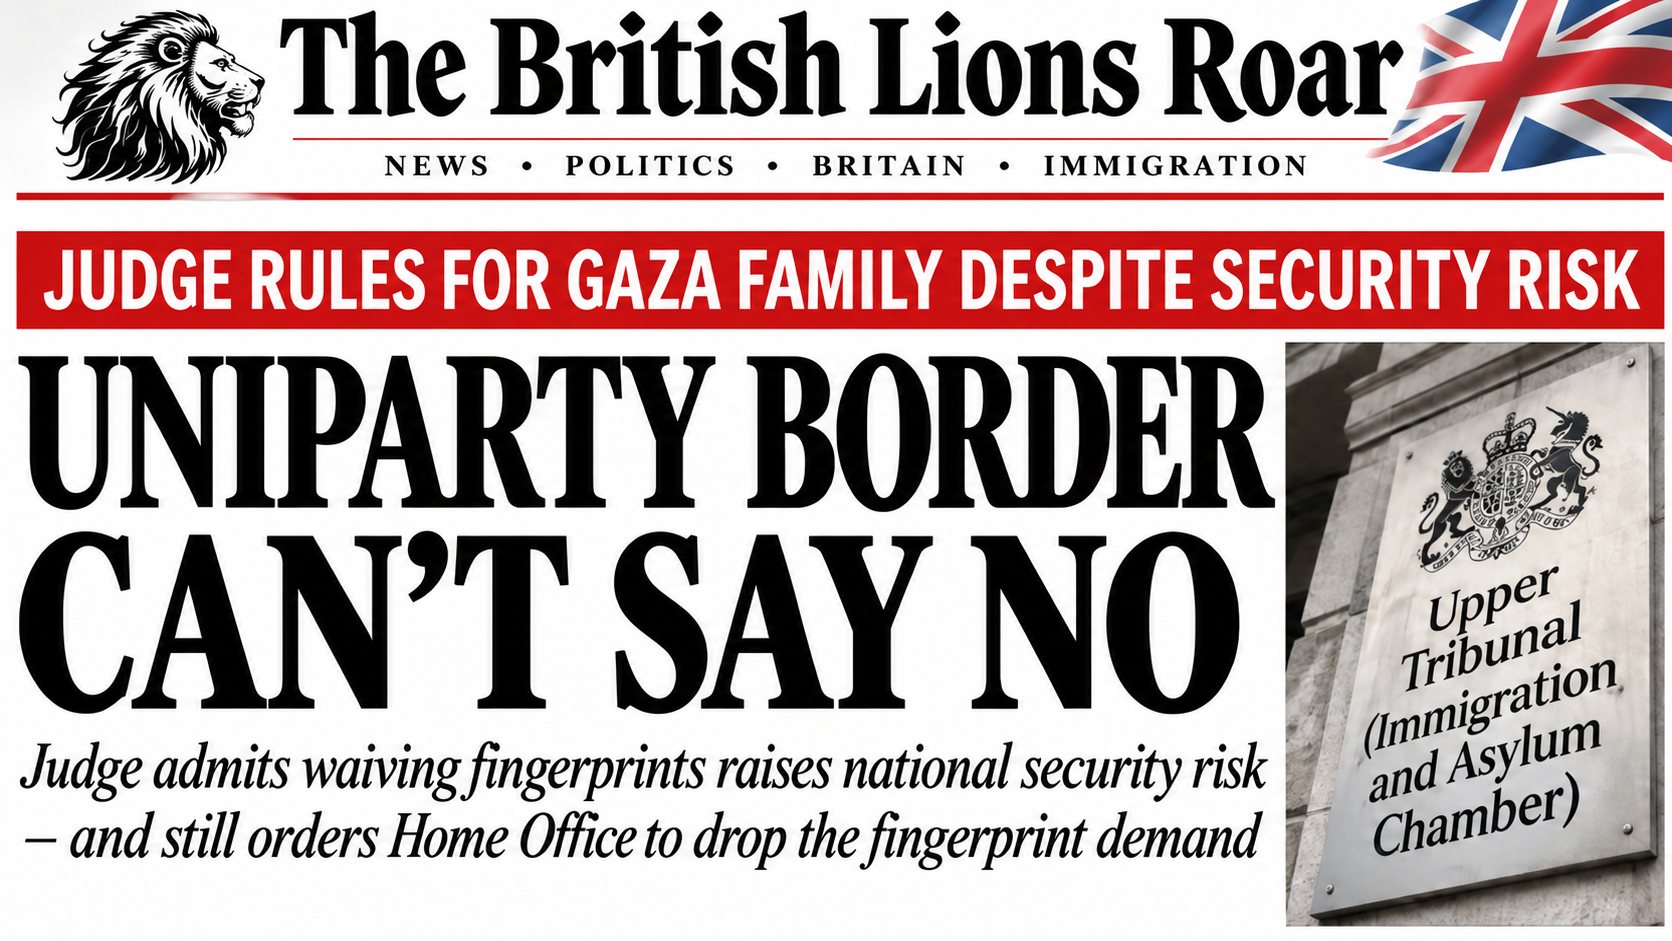 The British Lions Roar
NEWS • POLITICS • BRITAIN • IMMIGRATION
JUDGE RULES FOR GAZA FAMILY DESPITE SECURITY RISK
UNIPARTY BORDER
CAN’T SAY NO
Judge admits waiving fingerprints raises national security risk
– and still orders Home Office to drop the fingerprint demand
Upper
Tribunal
(Immigration
and Asylum
Chamber)